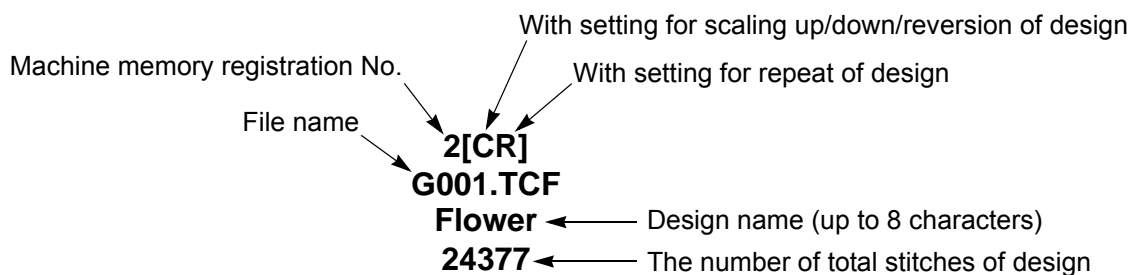 With setting for scaling up/down/reversion of design
Machine memory registration No.
With setting for repeat of design
File name
2[CR]
G001.TCF
Flower
Design name (up to 8 characters)
24377
The number of total stitches of design